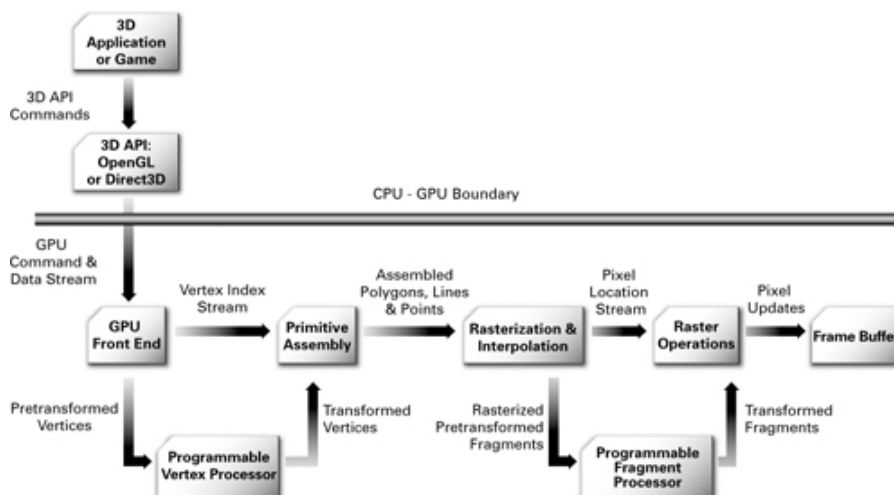 3D
Application
or Game
3D API
Commands
3D API:
OpenGL
or Direct3D
CPU - GPU Boundary
GPU
Command &
Data Stream
Vertex Index
Stream
Assembled
Polygons, Lines
& Points
Pixel
Location
Stream
Pixel
Updates
GPU
Front End
Primitive
Assembly
Rasterization &
Interpolation
Raster
Operations
Frame Buffe
Pretransformed
Vertices
Transformed
Vertices
Rasterized
Pretransformed
Fragments
Transformed
Fragments
Programmable
Vertex Processor
Programmable
Fragment
Processor